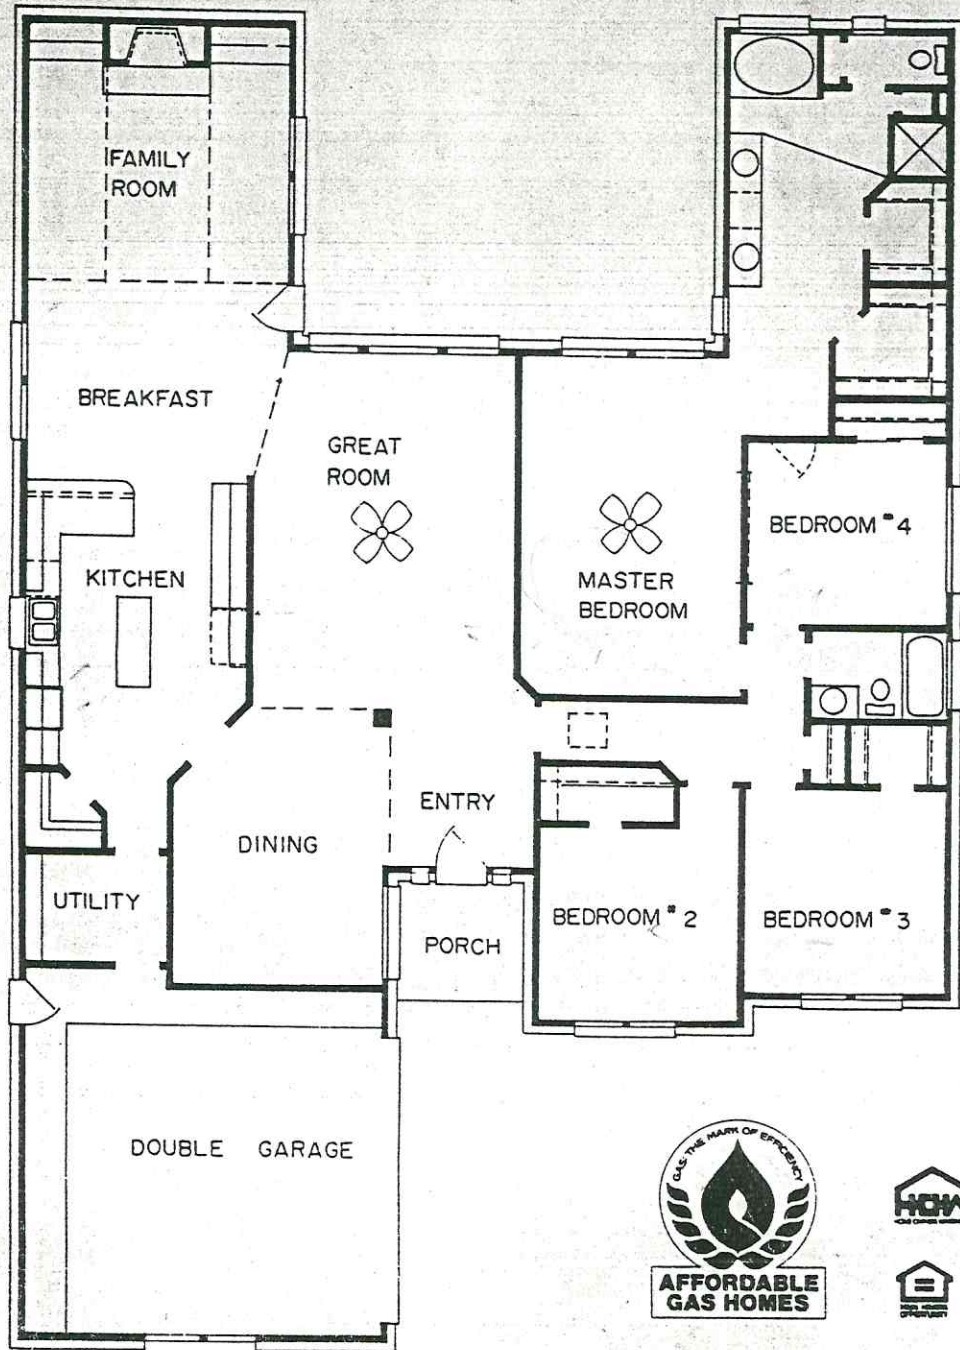 FAMILY
ROOM
BREAKFAST
GREAT
ROOM
BEDROOM #4
KITCHEN
MASTER
BEDROOM
ENTRY
DINING
UTILITY
BEDROOM #2
BEDROOM #3
PORCH
DOUBLE GARAGE
GAS: THE MARK OF EFFICIENCY
AFFORDABLE
GAS HOMES